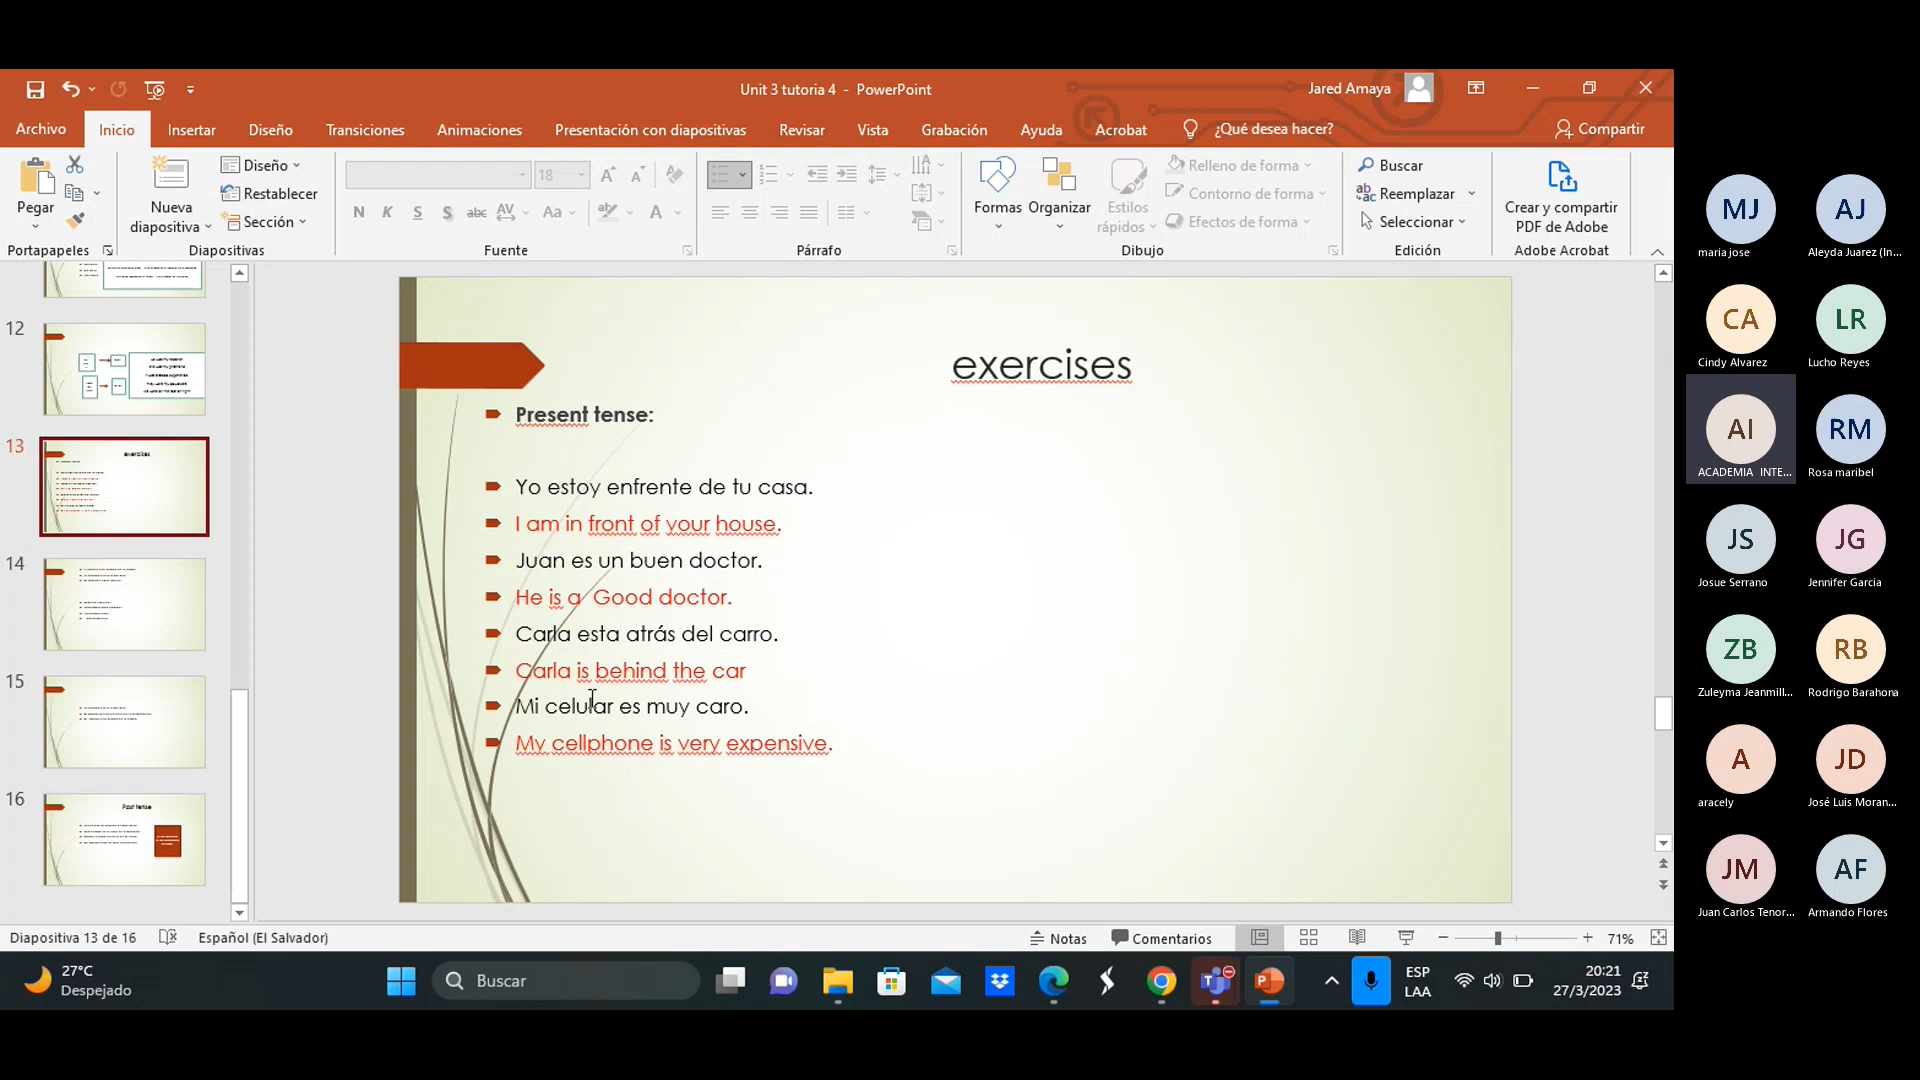 Unit 3 tutoria 4 - PowerPoint
Jared Amaya
Archivo
Inicio
Insertar
Diseño
Transiciones
Animaciones
Presentación con diapositivas
Revisar
Vista
Grabación
Ayuda
Acrobat
¿Qué desea hacer?
Compartir
Pegar
Nueva diapositiva
Diseño
Restablecer
Sección
18
N K S S abc AV Aa A
Formas
Organizar
Estilos rápidos
Relleno de forma
Contorno de forma
Efectos de forma
Buscar
Reemplazar
Seleccionar
Crear y compartir
PDF de Adobe
Portapapeles
Diapositivas
Fuente
Párrafo
Dibujo
Edición
Adobe Acrobat
12
13
exercises
14
15
16
Past tense
exercises
Present tense:
Yo estoy enfrente de tu casa.
I am in front of your house.
Juan es un buen doctor.
He is a  Good doctor.
Carla esta atrás del carro.
Carla is behind the car
Mi celular es muy caro.
My cellphone is very expensive.
Diapositiva 13 de 16
Español (El Salvador)
Notas
Comentarios
71%
27°C
Despejado
Buscar
ESP
LAA
20:21
27/3/2023
MJ
maria jose
AJ
Aleyda Juarez (In...
CA
Cindy Alvarez
LR
Lucho Reyes
AI
ACADEMIA INTE...
RM
Rosa maribel
JS
Josue Serrano
JG
Jennifer Garcia
ZB
Zuleyma Jeanmill...
RB
Rodrigo Barahona
A
aracely
JD
José Luis Moran...
JM
Juan Carlos Tenor...
AF
Armando Flores